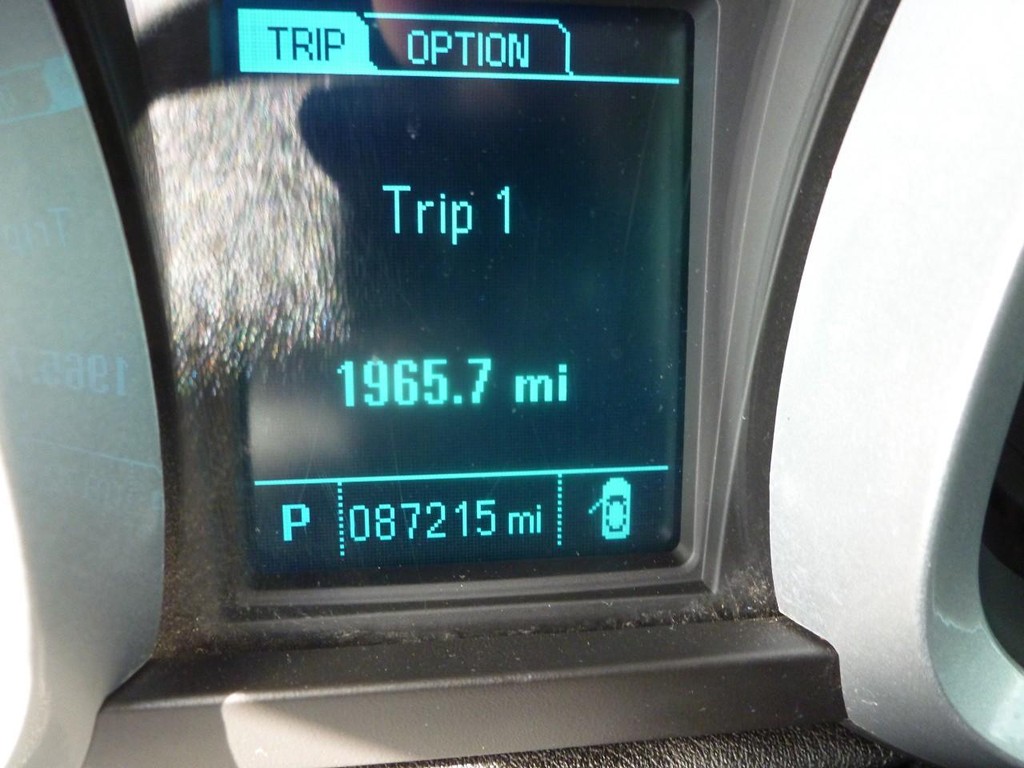 TRIP OPTION
Trip 1
1965.7 mi
P 087215 mi